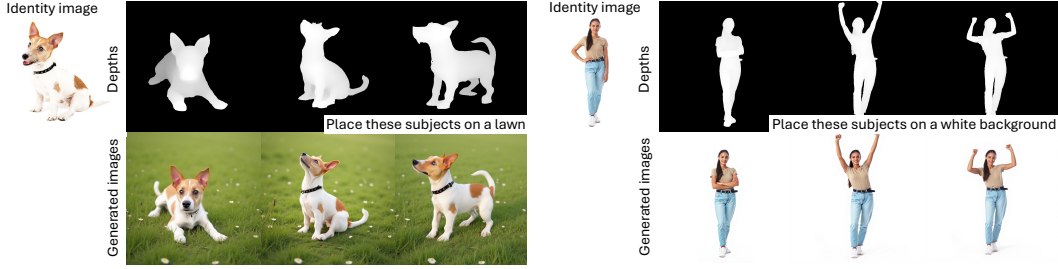 Identity image
Depths
Place these subjects on a lawn
Generated images
Identity image
Depths
Place these subjects on a white background
Generated images